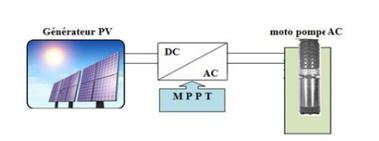 Générateur PV
moto pompe AC
DC
AC
M P P T